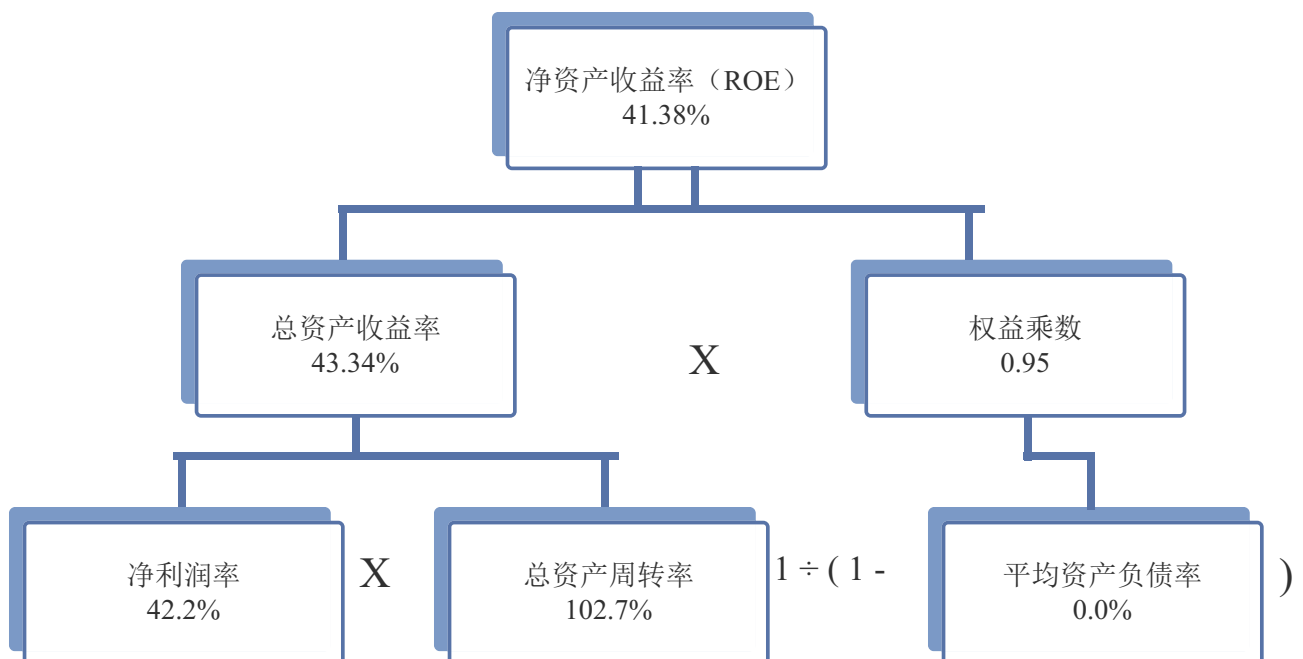 净资产收益率（ROE）
41.38%
总资产收益率
43.34%
X
权益乘数
0.95
净利润率
42.2%
X
总资产周转率
102.7%
1 ÷ ( 1 -
平均资产负债率
0.0%
)